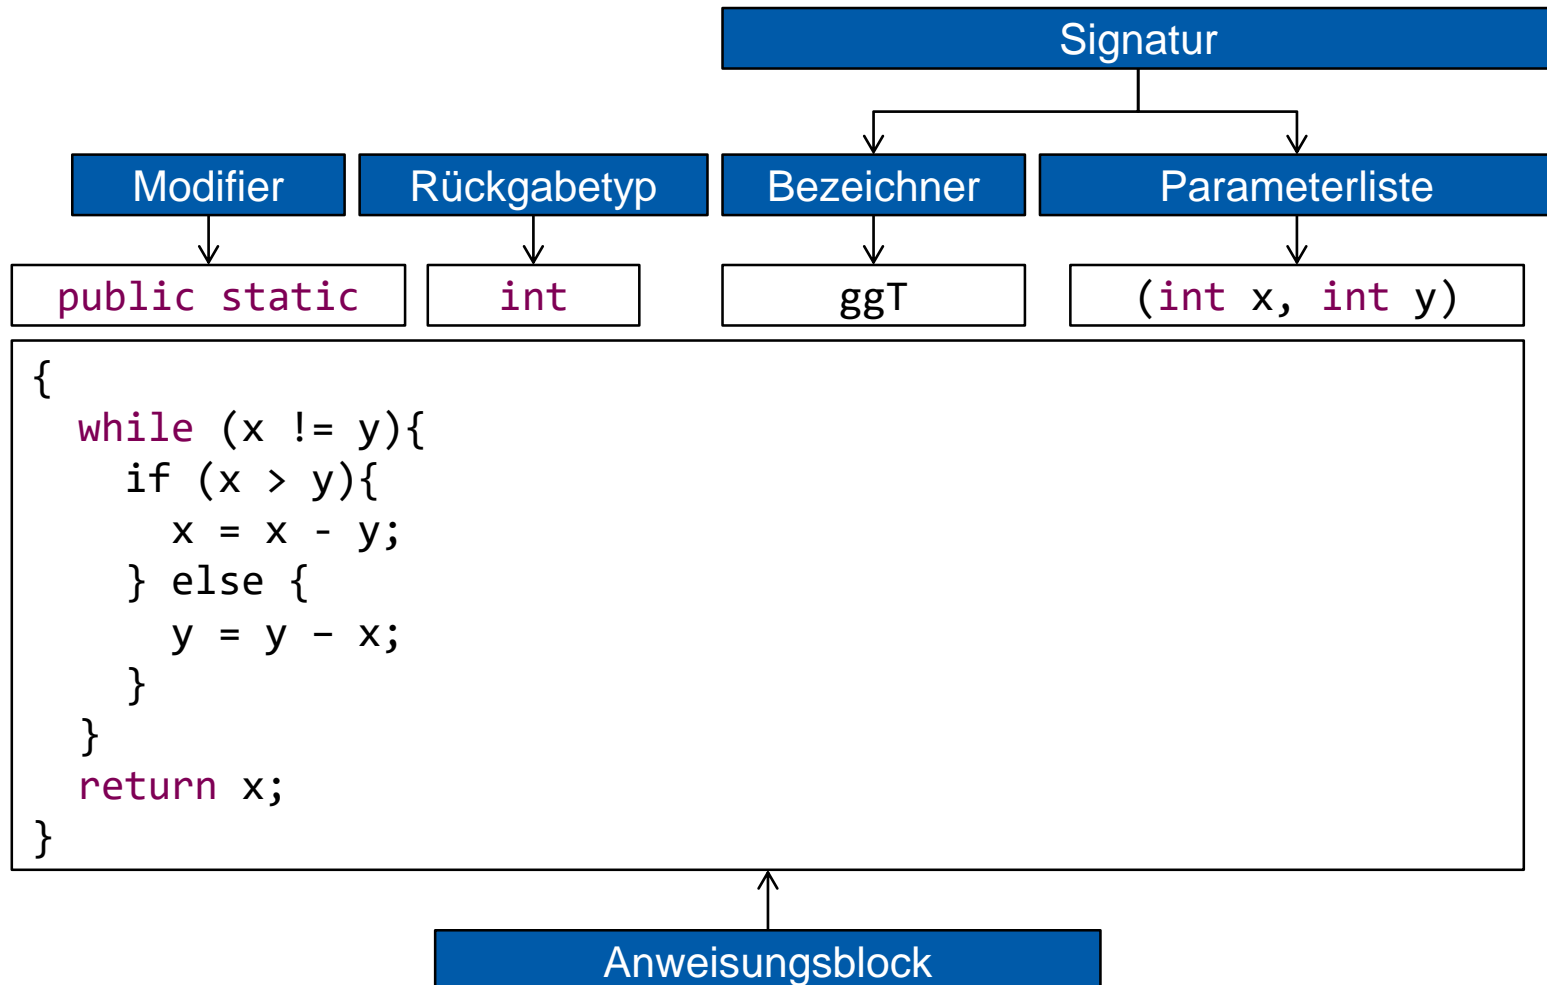 Signatur
Modifier Rückgabetyp Bezeichner Parameterliste
public static int ggT (int x, int y)
{
while (x != y){
if (x > y){
x = x - y;
} else {
y = y – x;
}
}
return x;
}
Anweisungsblock